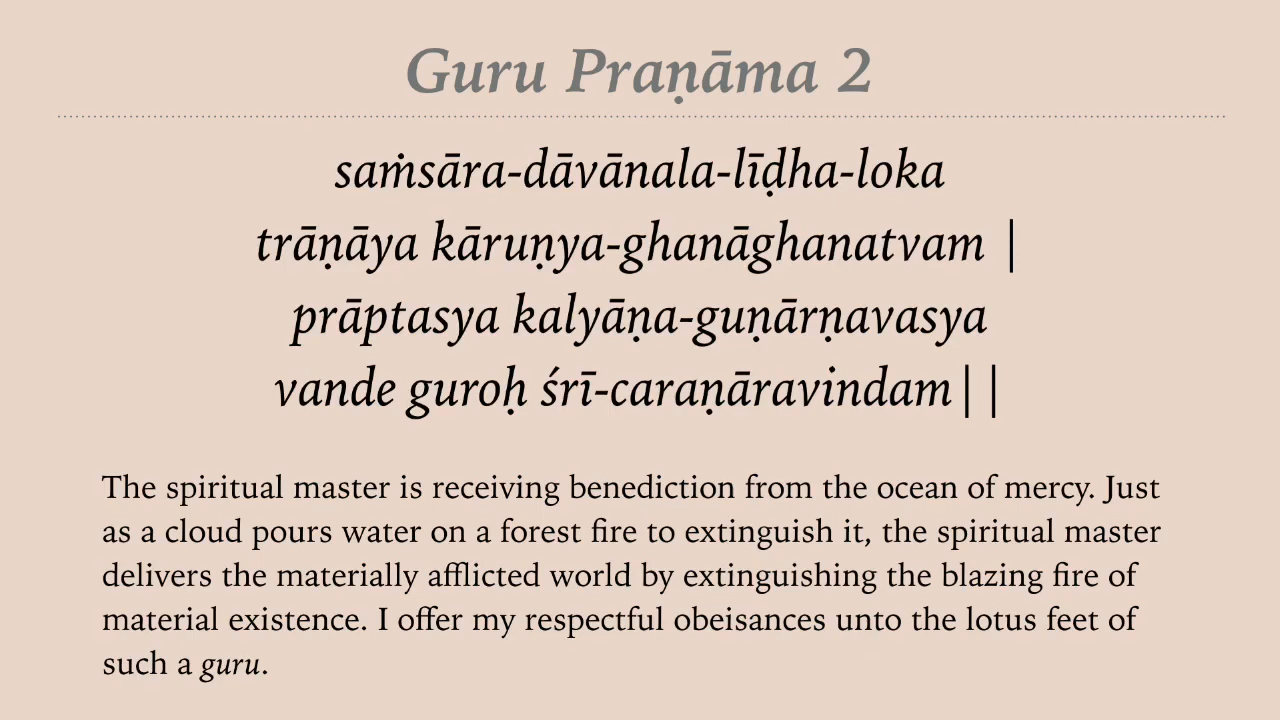 Guru Praṇāma 2
saṁsāra-dāvānala-līḍha-loka
trāṇāya kāruṇya-ghanāghanatvam |
prāptasya kalyāṇa-guṇārṇavasya
vande guroḥ śrī-caraṇāravindam||
The spiritual master is receiving benediction from the ocean of mercy. Just
as a cloud pours water on a forest fire to extinguish it, the spiritual master
delivers the materially afflicted world by extinguishing the blazing fire of
material existence. I offer my respectful obeisances unto the lotus feet of
such a guru.